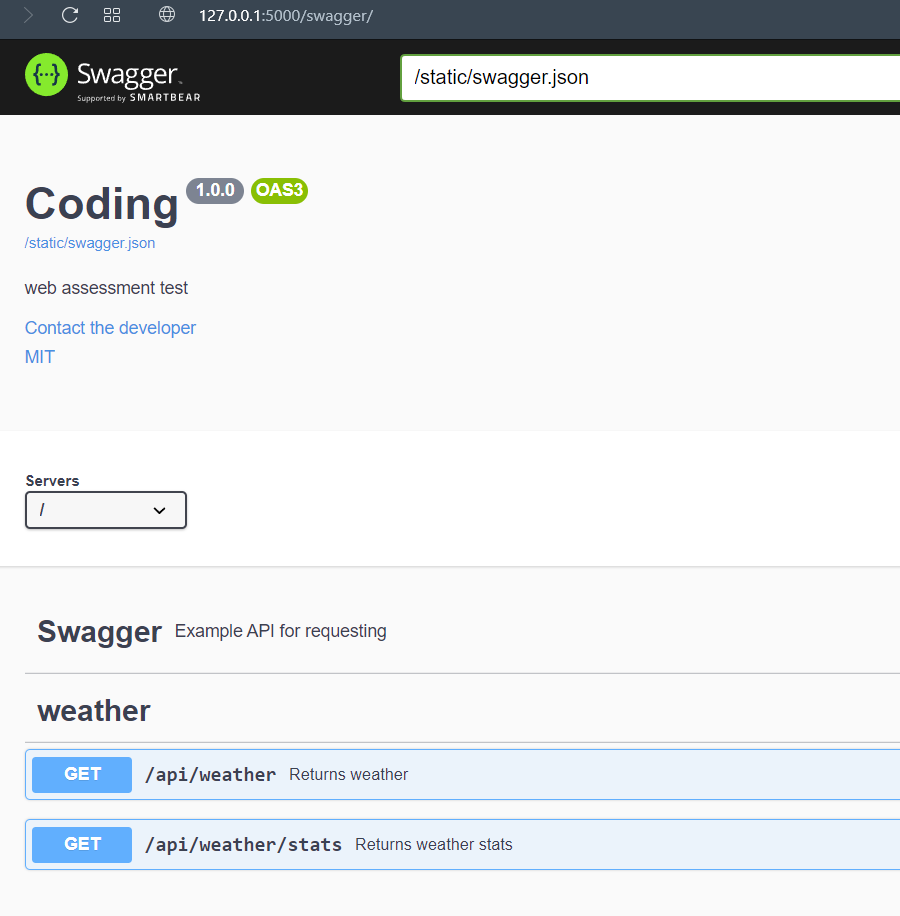 127.0.0.1:5000/swagger/
{···} Swagger
Supported by SMARTBEAR
/static/swagger.json
Coding 1.0.0 OAS3
/static/swagger.json
web assessment test
Contact the developer
MIT
Servers
/
Swagger Example API for requesting
weather
GET /api/weather Returns weather
GET /api/weather/stats Returns weather stats